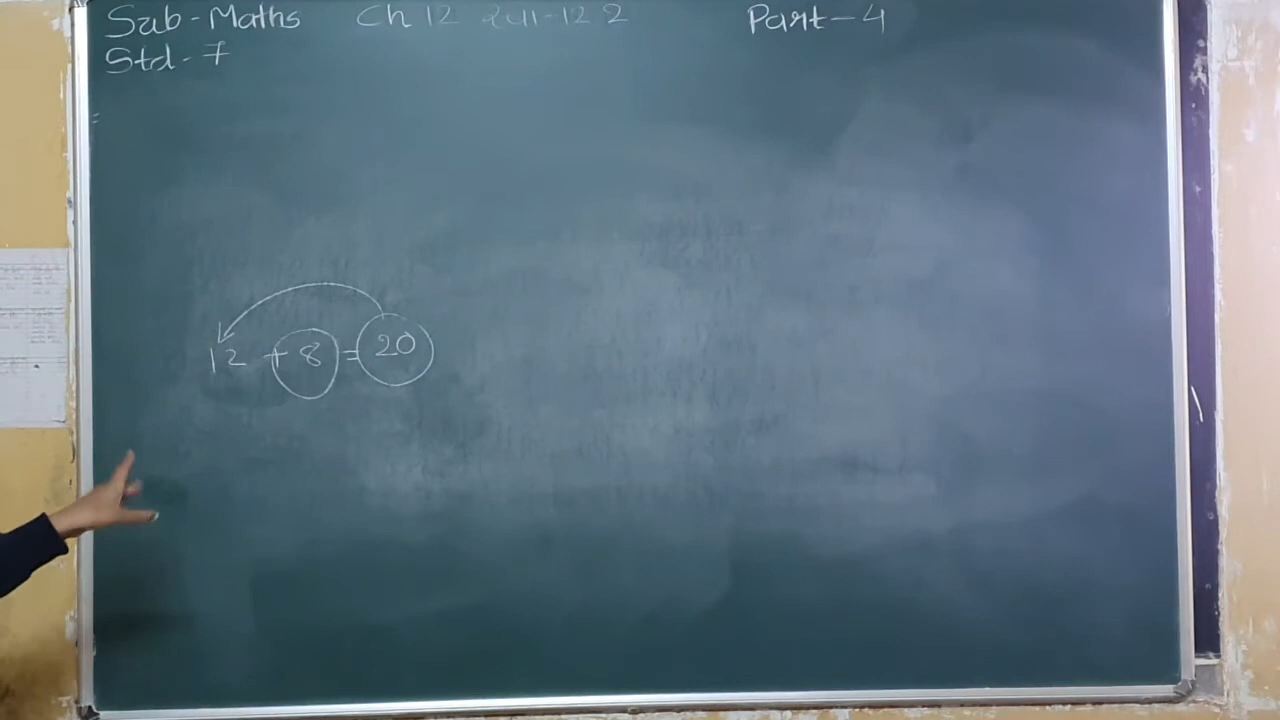 Sub - Maths Ch 12 સ્વા-12.2 Part - 4
Std - 7
12 + 8 = 20